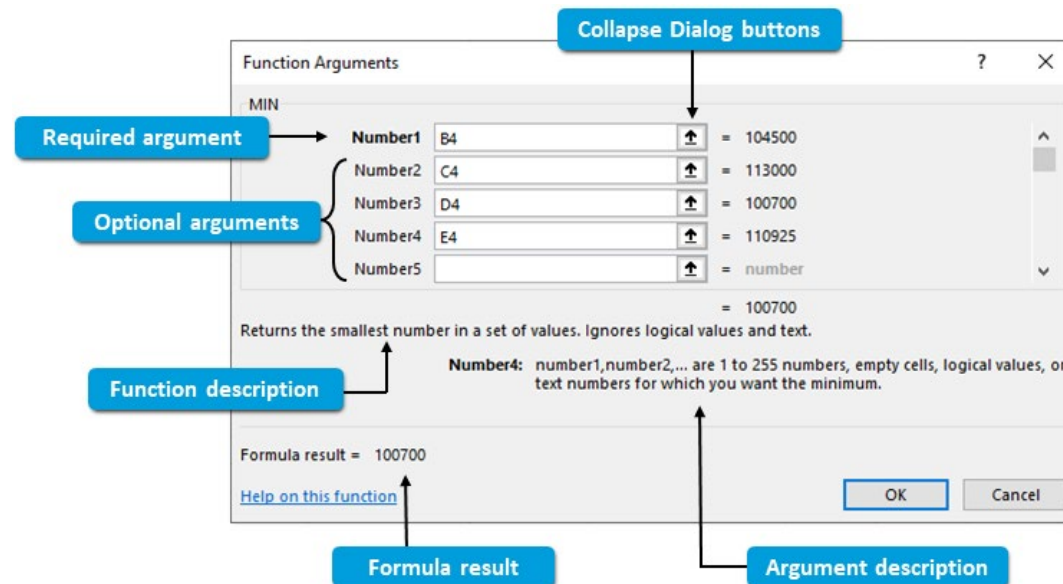 Collapse Dialog buttons
Function Arguments ? X
MIN
Required argument
Number1 B4 = 104500
Number2 C4 = 113000
Optional arguments
Number3 D4 = 100700
Number4 E4 = 110925
Number5 = number
= 100700
Returns the smallest number in a set of values. Ignores logical values and text.
Function description
Number4: number1,number2,... are 1 to 255 numbers, empty cells, logical values, or
text numbers for which you want the minimum.
Formula result = 100700
Help on this function
OK Cancel
Formula result
Argument description